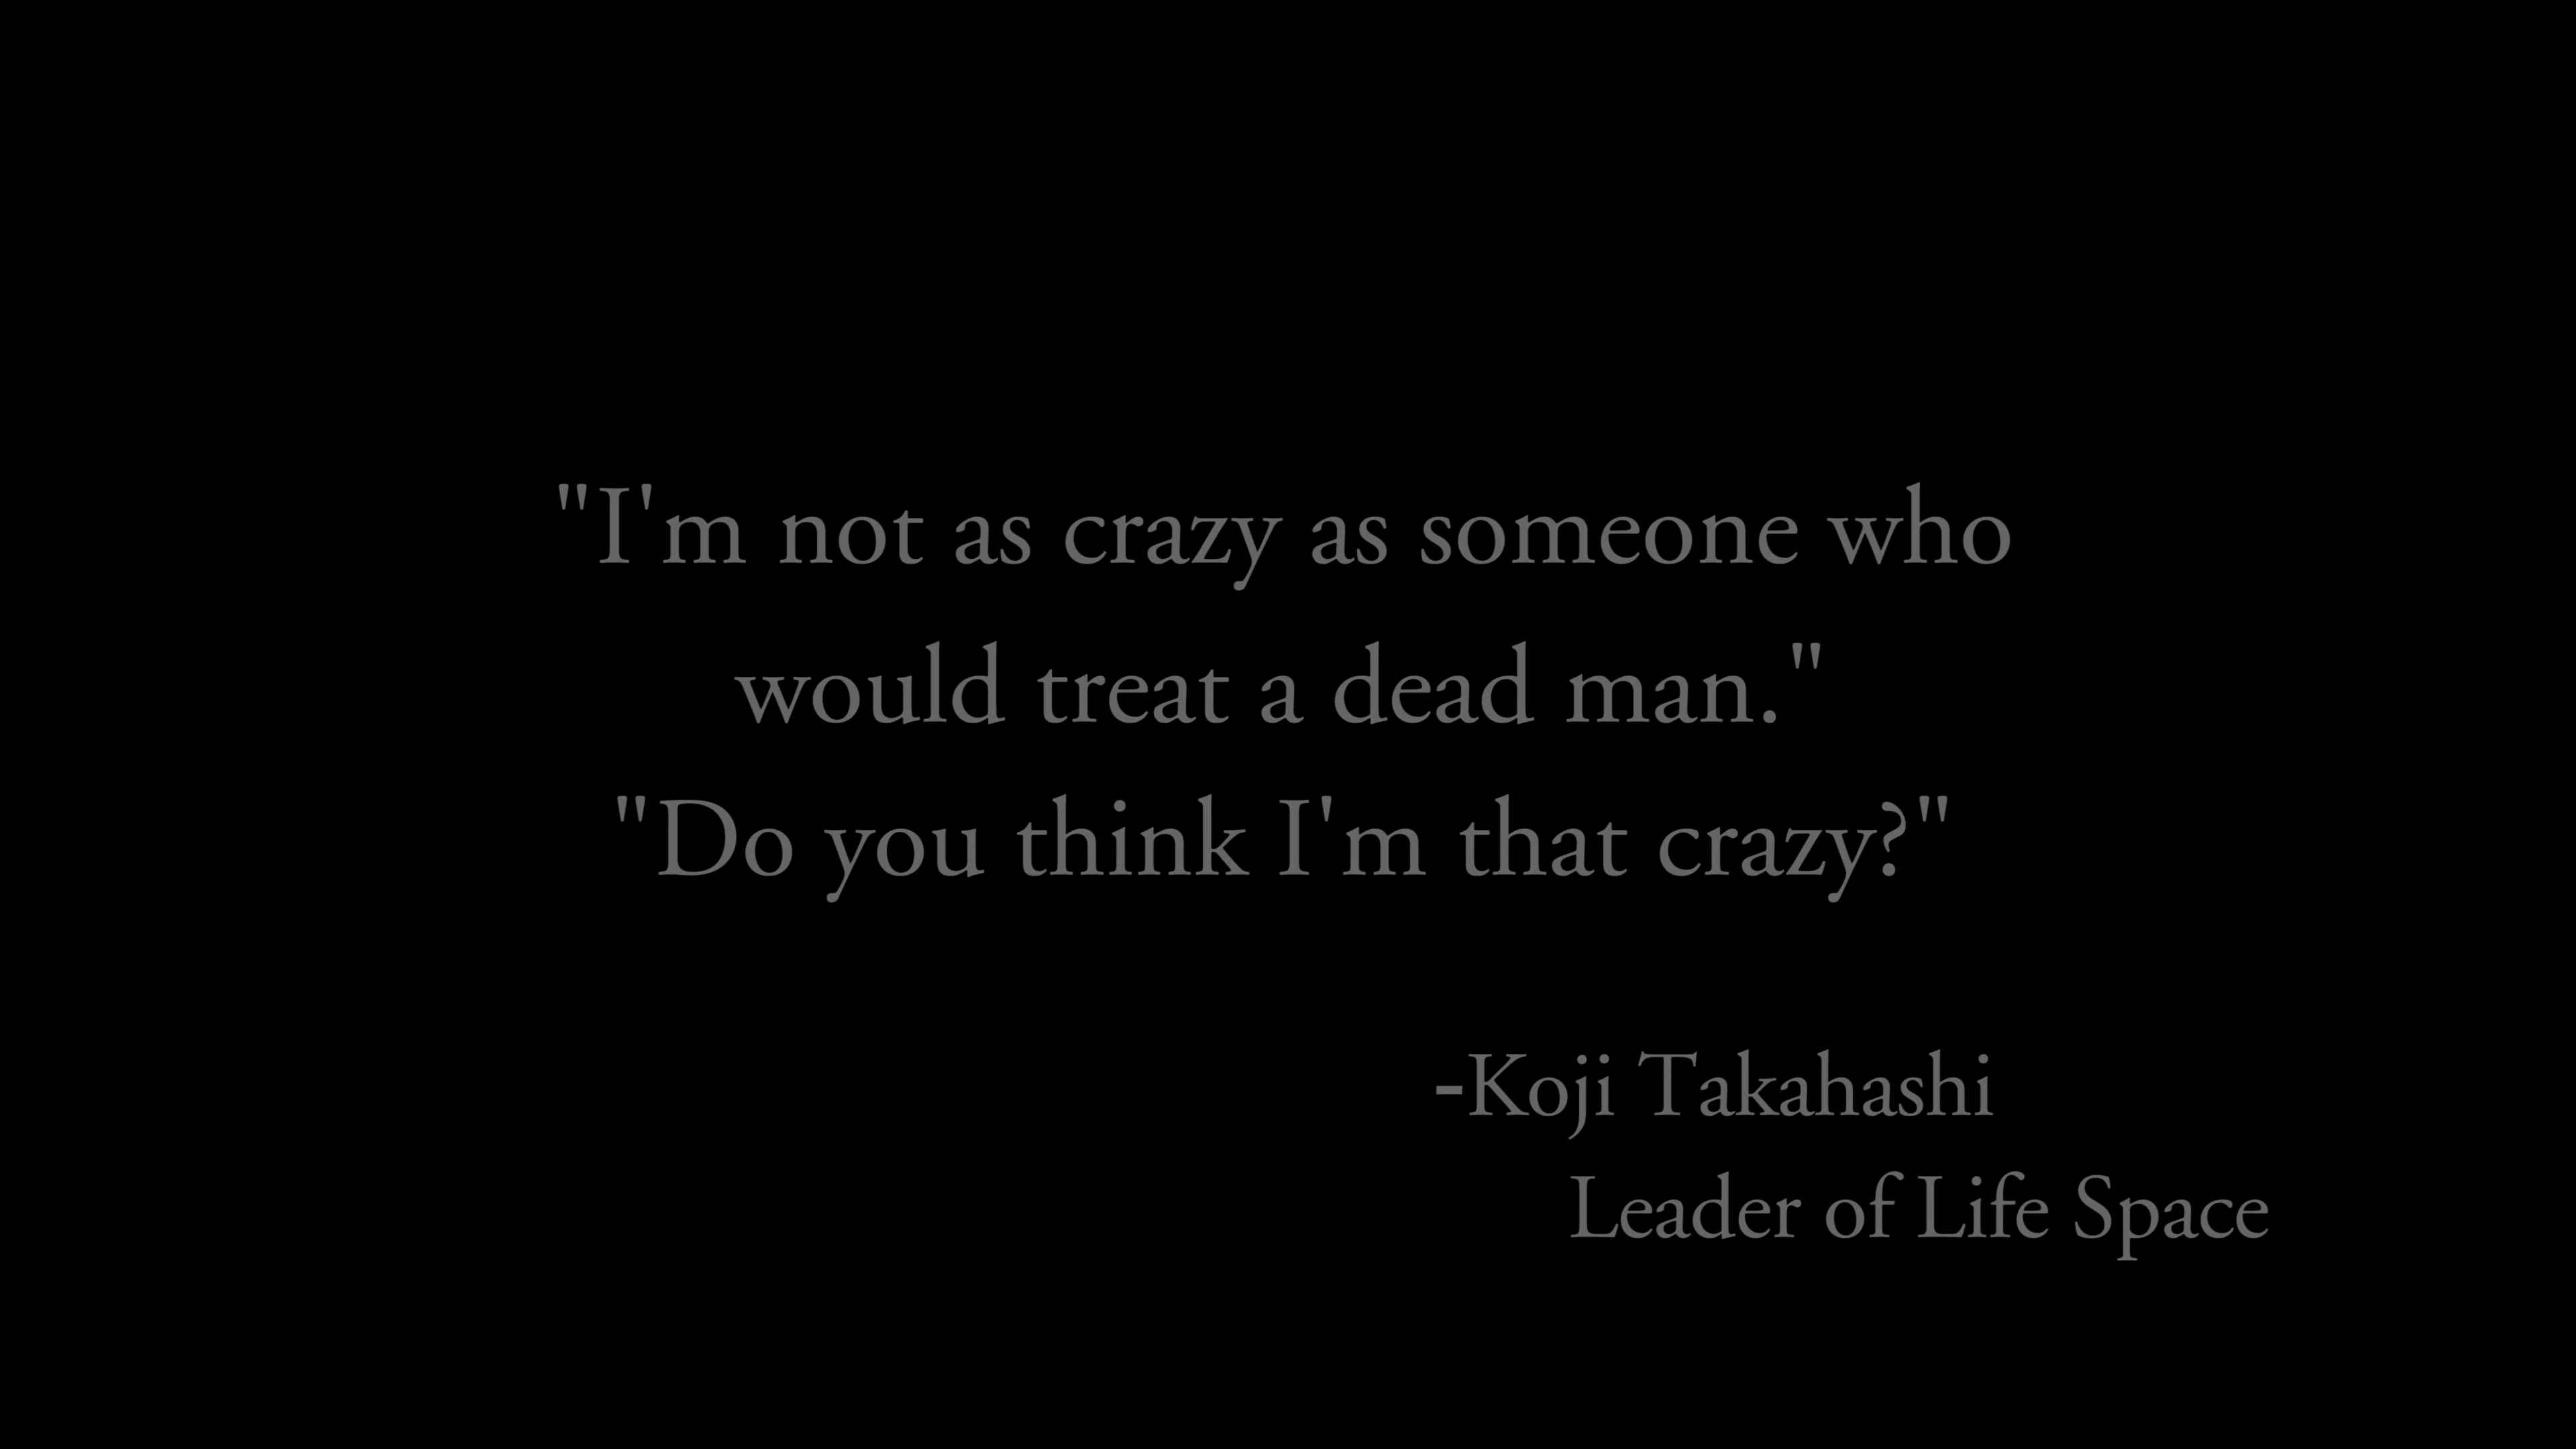 "I'm not as crazy as someone who
would treat a dead man."
"Do you think I'm that crazy?"
-Koji Takahashi
Leader of Life Space